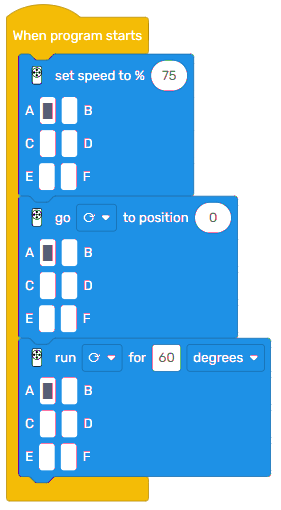 When program starts
set speed to % 75
A B
C D
E F
go to position 0
A B
C D
E F
run for 60 degrees
A B
C D
E F